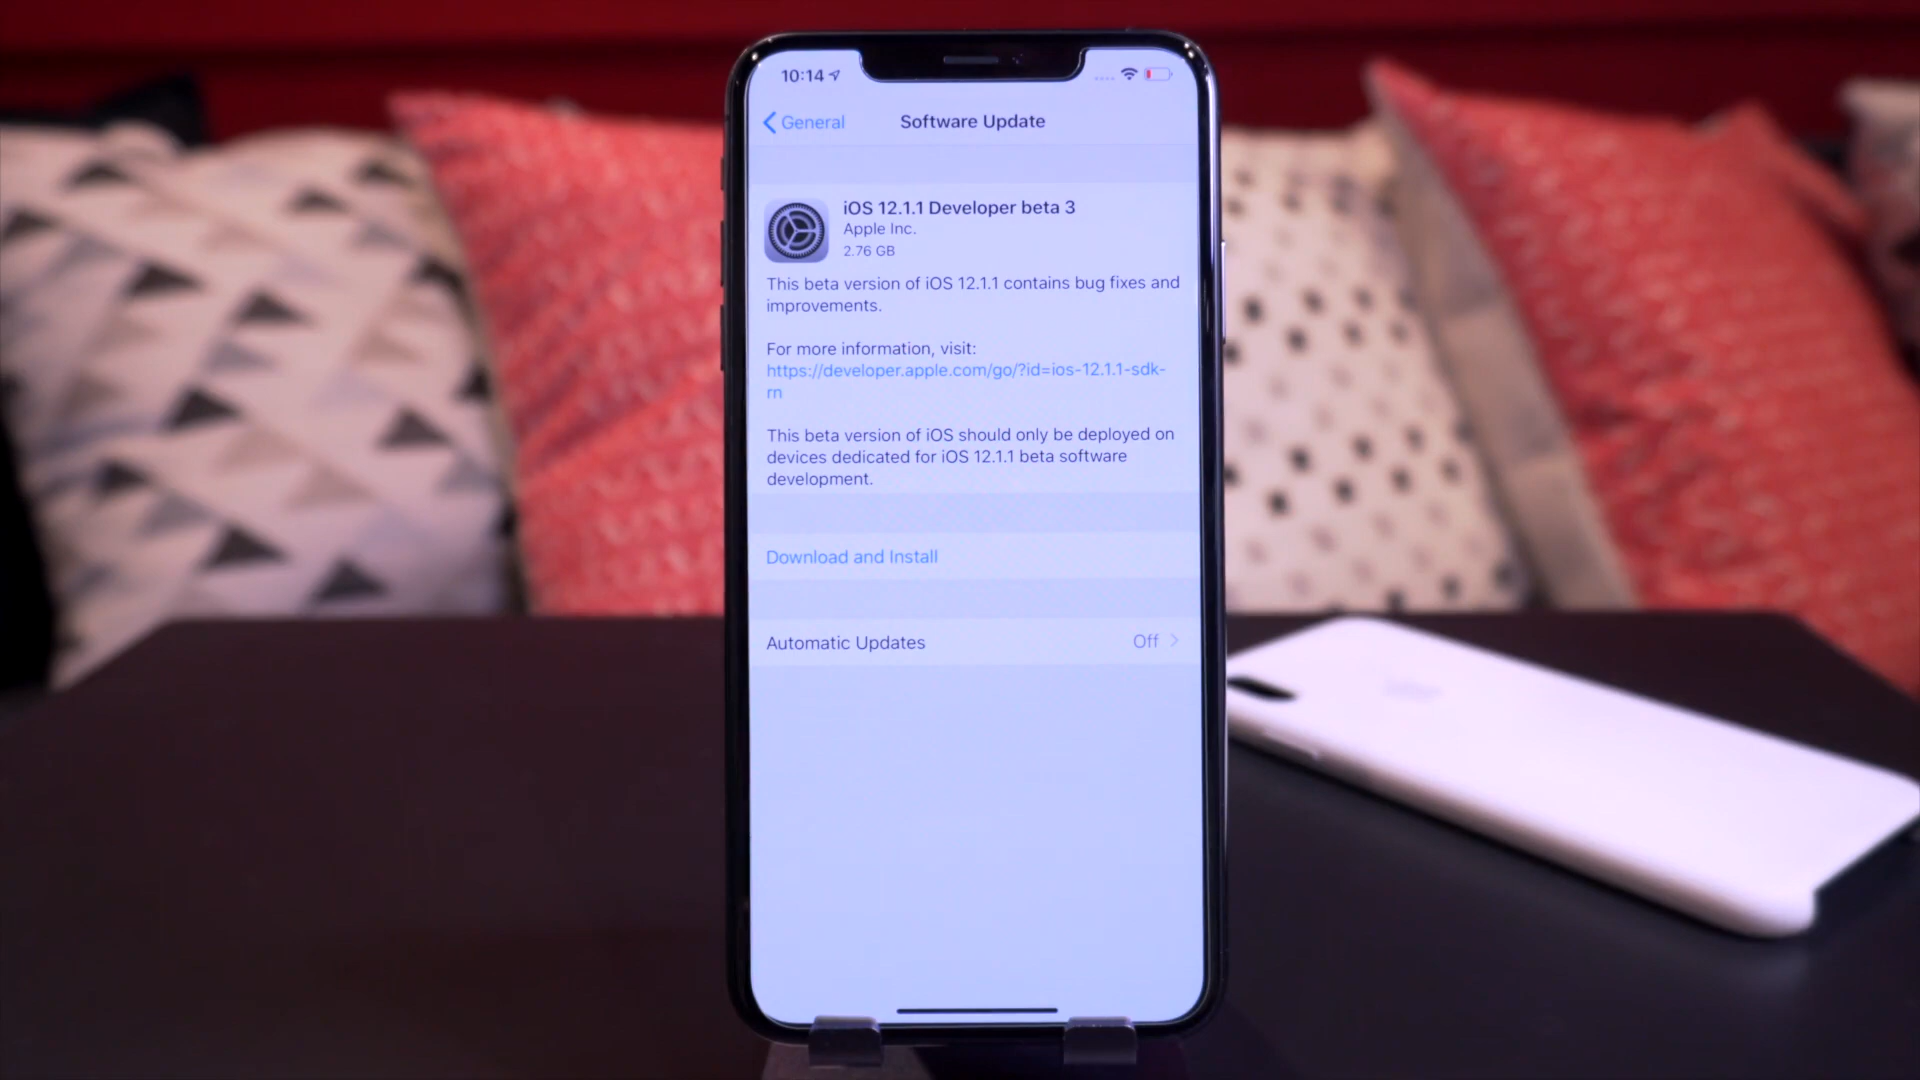 10:14
General
Software Update
iOS 12.1.1 Developer beta 3
Apple Inc.
2.76 GB
This beta version of iOS 12.1.1 contains bug fixes and
improvements.
For more information, visit:
https://developer.apple.com/go/?id=ios-12.1.1-sdk-
rn
This beta version of iOS should only be deployed on
devices dedicated for iOS 12.1.1 beta software
development.
Download and Install
Automatic Updates Off